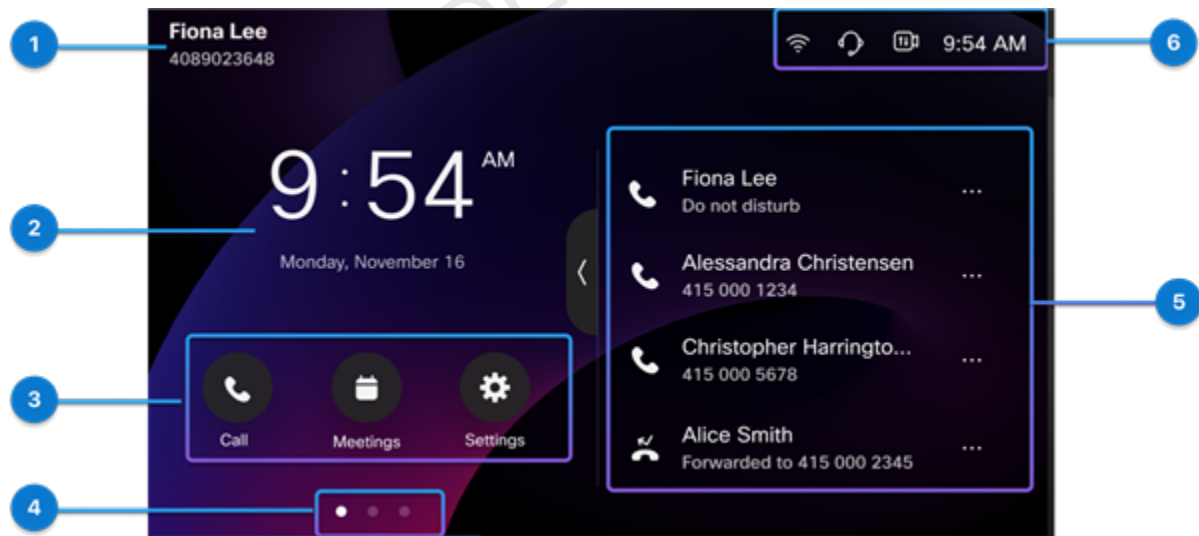 1
Fiona Lee
4089023648
9:54 AM
6
9:54 AM
Monday, November 16
2
Call
Meetings
Settings
3
4
Fiona Lee
Do not disturb
...
Alessandra Christensen
415 000 1234
...
Christopher Harringto...
415 000 5678
...
Alice Smith
Forwarded to 415 000 2345
...
5